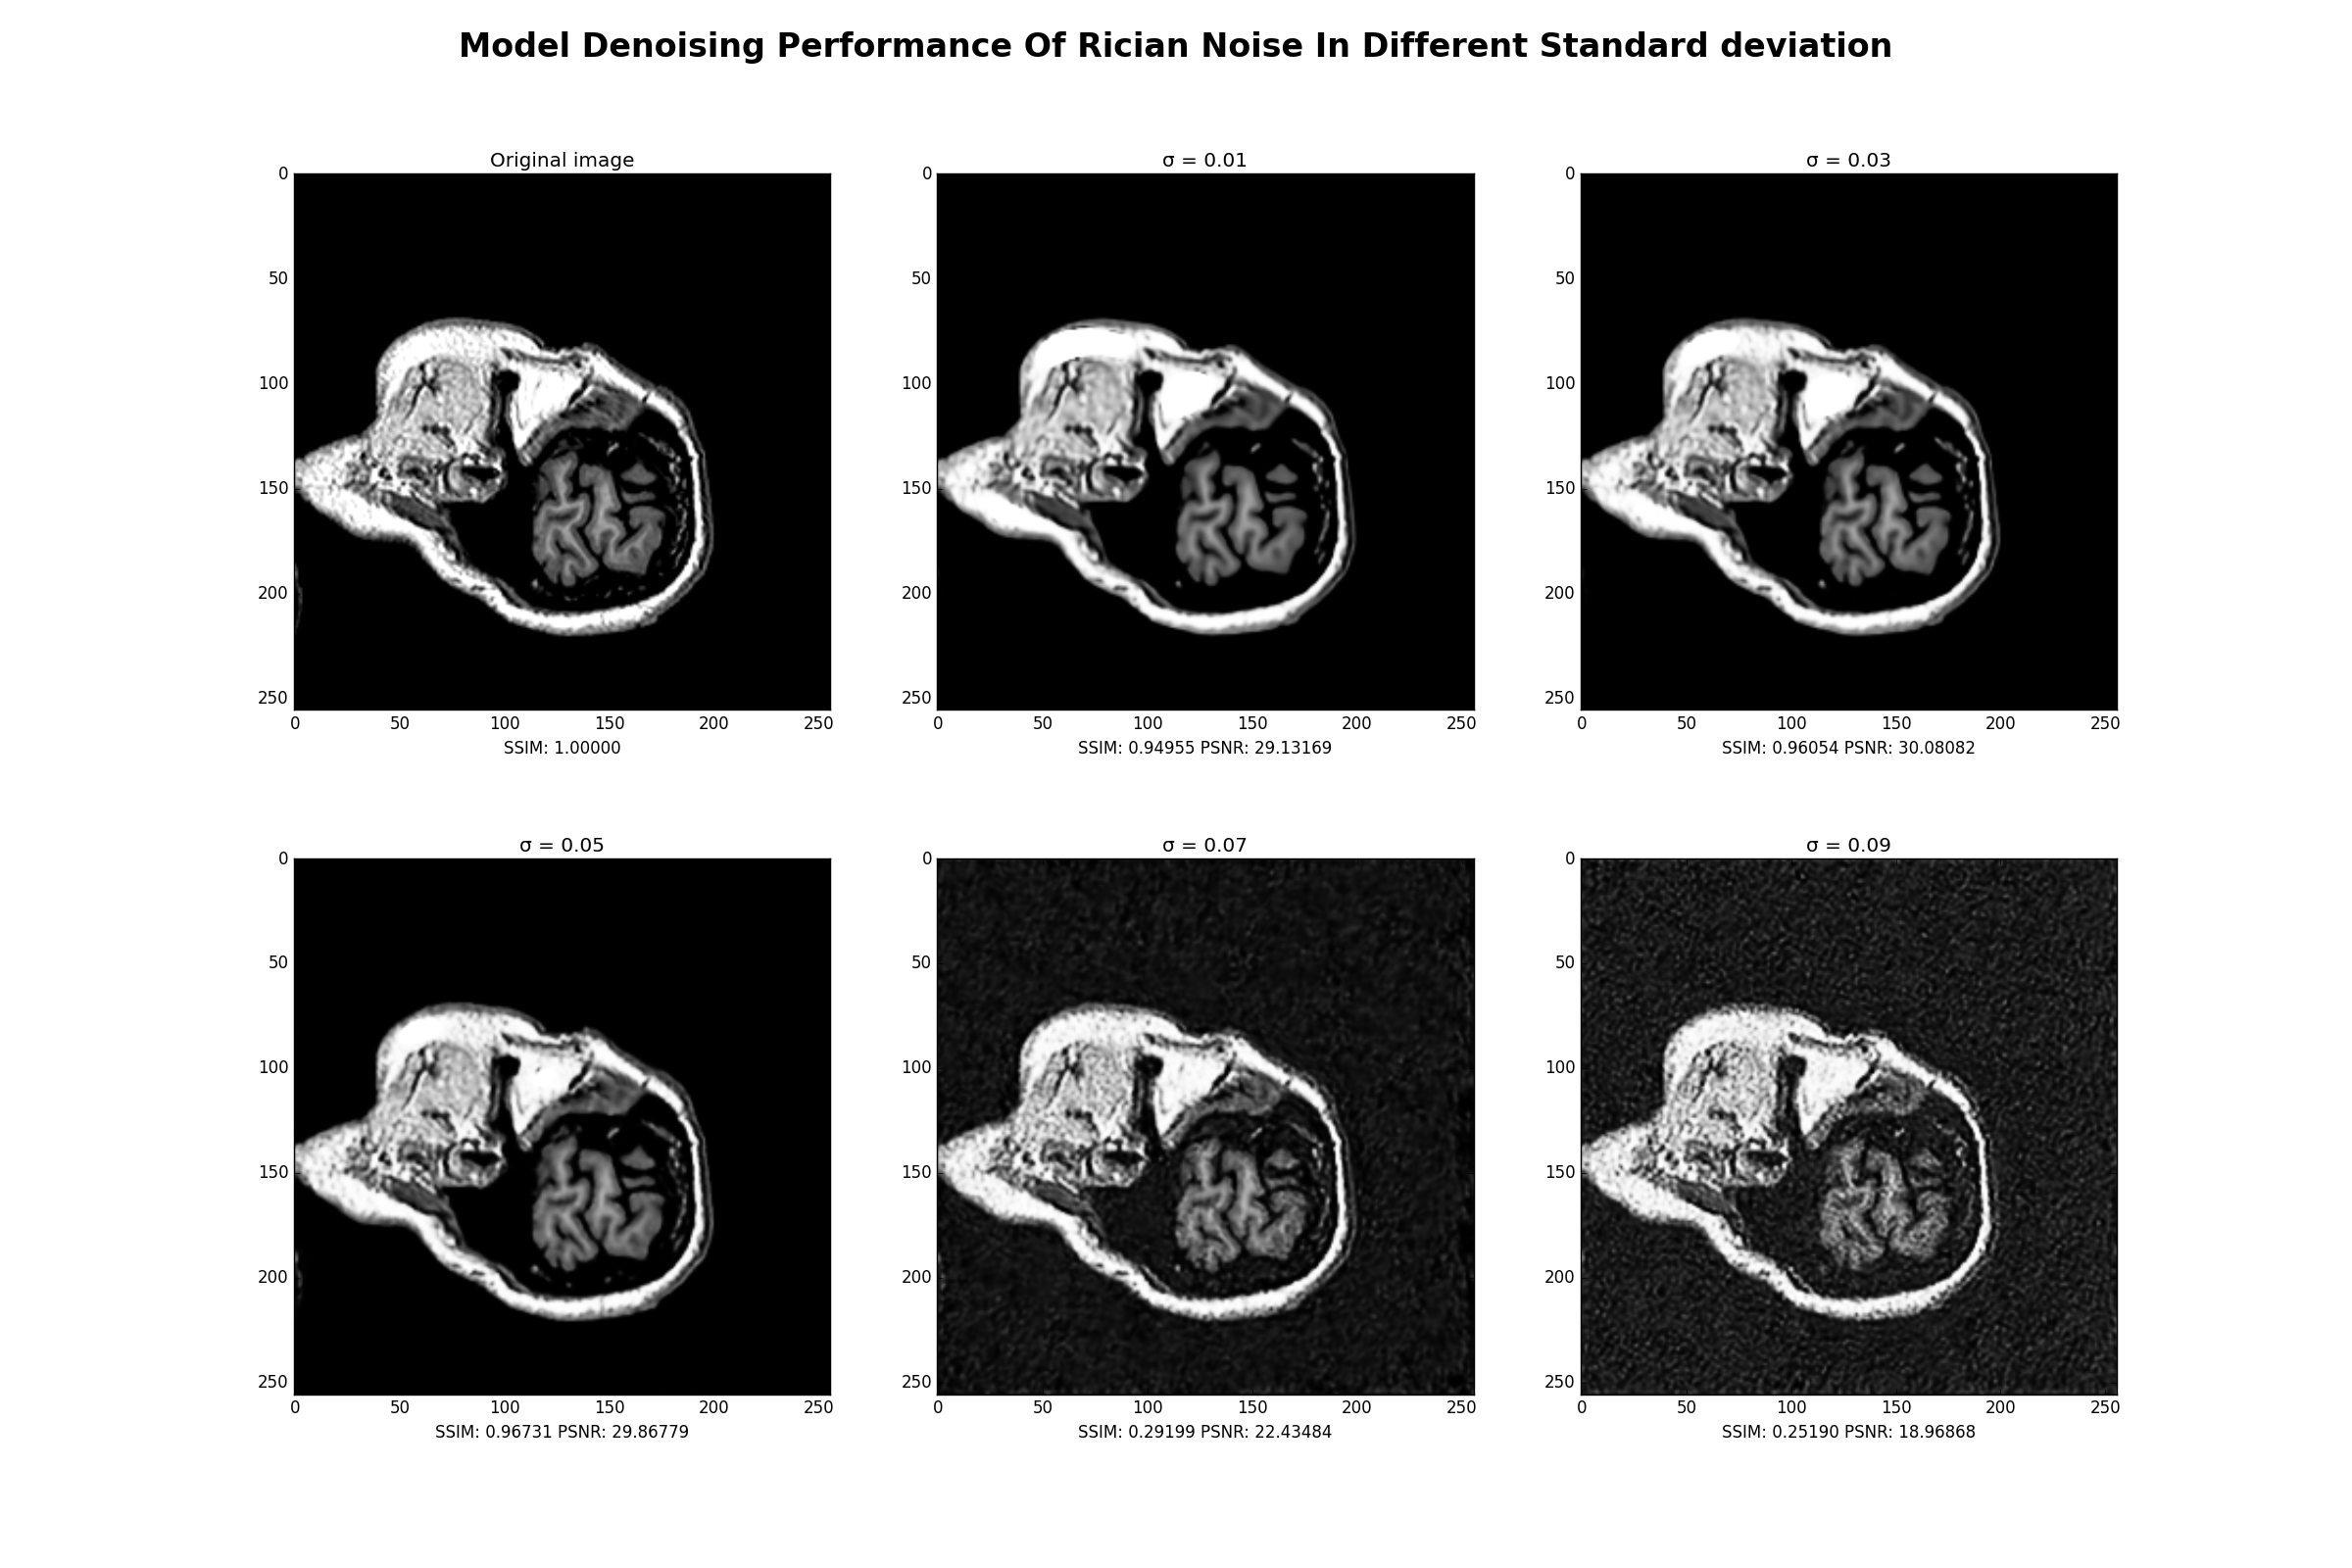 Model Denoising Performance Of Rician Noise In Different Standard deviation
Original image
0
50
100
150
200
250
0 50 100 150 200 250
SSIM: 1.00000
σ = 0.01
0
50
100
150
200
250
0 50 100 150 200 250
SSIM: 0.94955 PSNR: 29.13169
σ = 0.03
0
50
100
150
200
250
0 50 100 150 200 250
SSIM: 0.96054 PSNR: 30.08082
σ = 0.05
0
50
100
150
200
250
0 50 100 150 200 250
SSIM: 0.96731 PSNR: 29.86779
σ = 0.07
0
50
100
150
200
250
0 50 100 150 200 250
SSIM: 0.29199 PSNR: 22.43484
σ = 0.09
0
50
100
150
200
250
0 50 100 150 200 250
SSIM: 0.25190 PSNR: 18.96868